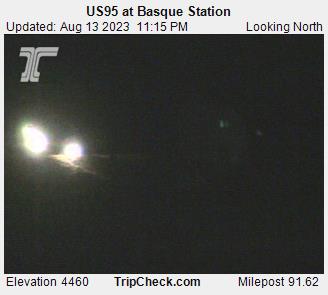 US95 at Basque Station
Updated: Aug 13 2023 11:15 PM Looking North
Elevation 4460 TripCheck.com Milepost 91.62